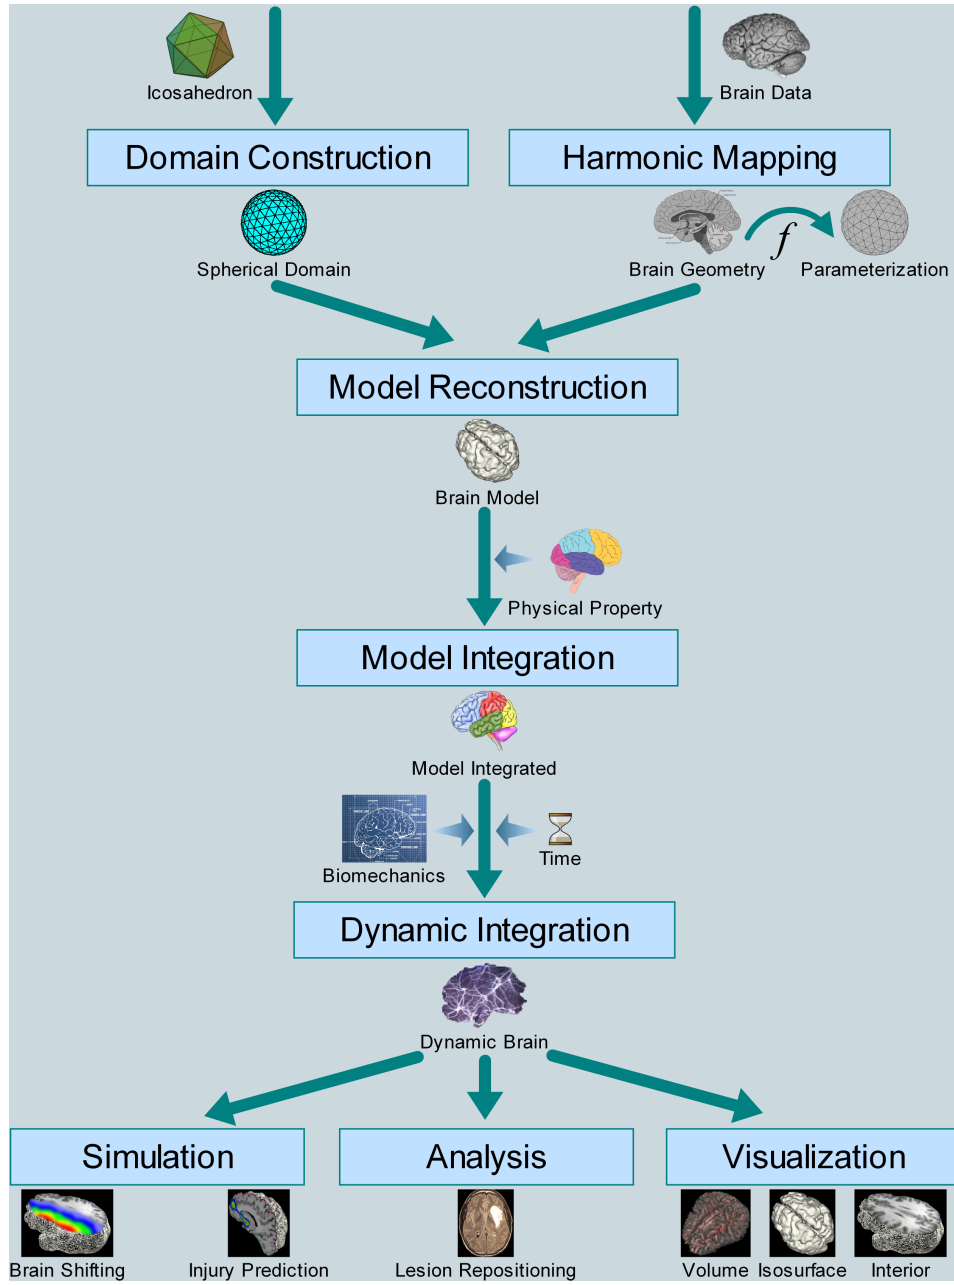 Icosahedron
Brain Data
Domain Construction
Harmonic Mapping
f
Spherical Domain
Brain Geometry
Parameterization
Model Reconstruction
Brain Model
Physical Property
Model Integration
Model Integrated
Biomechanics
Time
Dynamic Integration
Dynamic Brain
Simulation
Analysis
Visualization
Brain Shifting
Injury Prediction
Lesion Repositioning
Volume
Isosurface
Interior